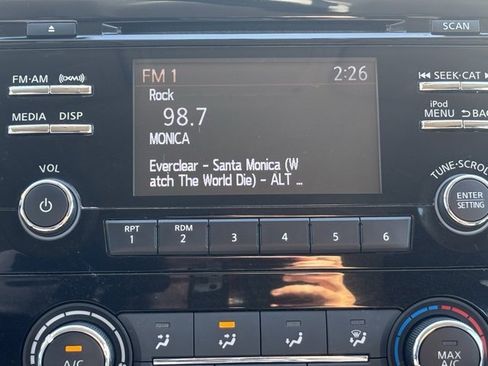 SCAN
FM·AM
(XM)
FM 1
2:26
SEEK·CAT
Rock
98.7
iPod
MENU
MEDIA
DISP
MONICA
Everclear - Santa Monica (W
atch The World Die) - ALT ...
VOL
TUNE·SCROLL
ENTER
SETTING
RPT
1
RDM
2
3
4
5
6
A/C
MAX
A/C